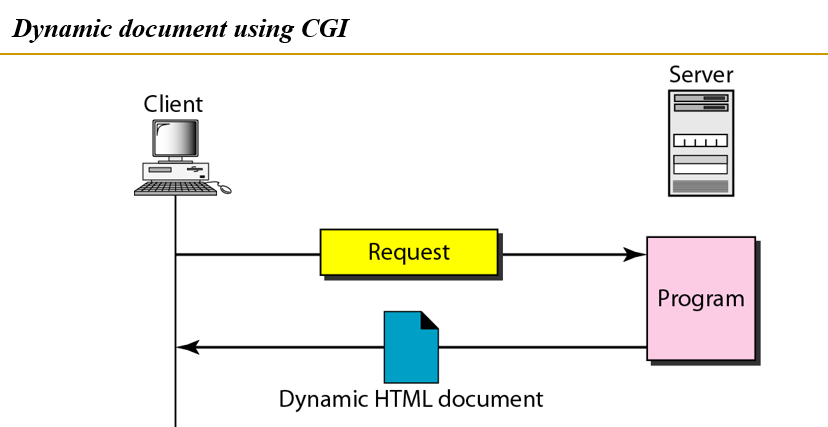 Dynamic document using CGI
Server
Client
Request
Program
Dynamic HTML document